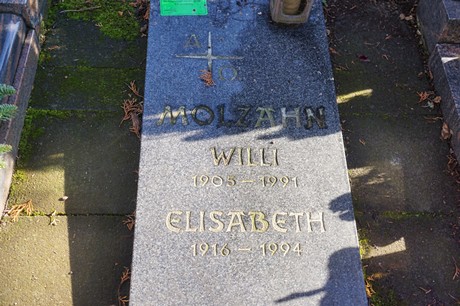 A
Ω
MOLZAHN
WILLI
1905 – 1991
ELISABETH
1916 – 1994